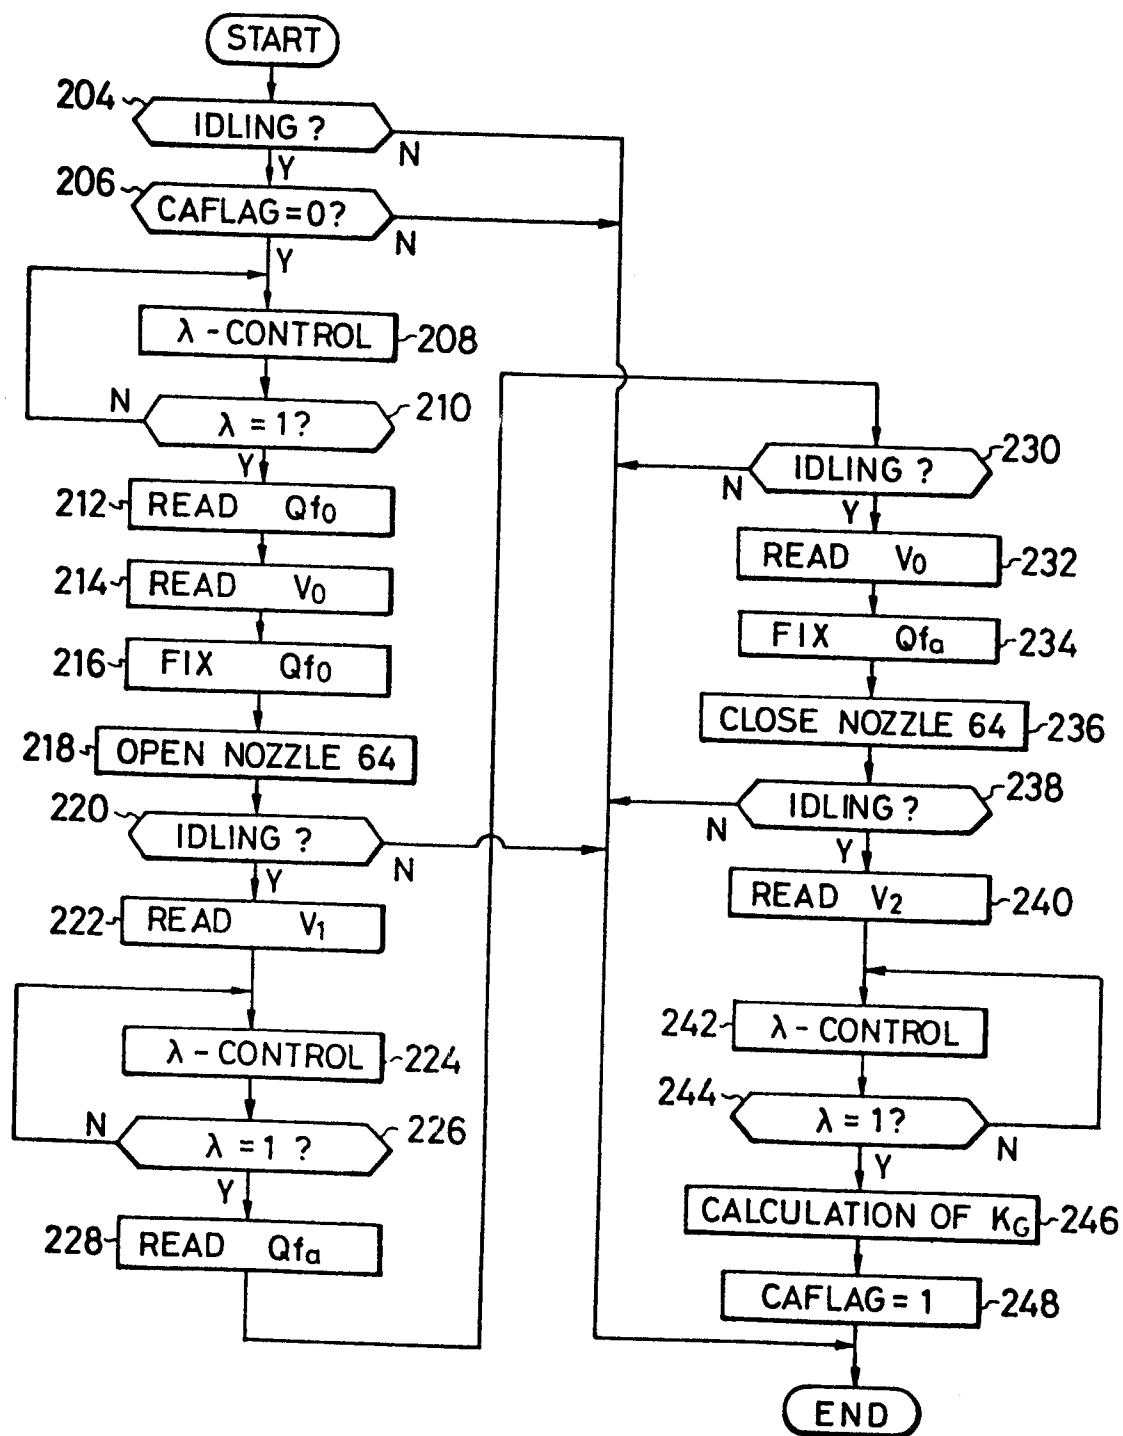 START
204
IDLING ?
N
Y
206
CAFLAG=0?
N
Y
λ-CONTROL
208
N
λ = 1?
210
Y
212
READ Qf0
214
READ V0
216
FIX Qf0
218
OPEN NOZZLE 64
220
IDLING ?
N
Y
222
READ V1
λ-CONTROL
224
N
λ = 1 ?
226
Y
228
READ Qfa
IDLING ?
230
N
Y
READ V0
232
FIX Qfa
234
CLOSE NOZZLE 64
236
IDLING ?
238
N
Y
READ V2
240
242
λ-CONTROL
244
λ = 1?
N
Y
CALCULATION OF KG
246
CAFLAG = 1
248
END